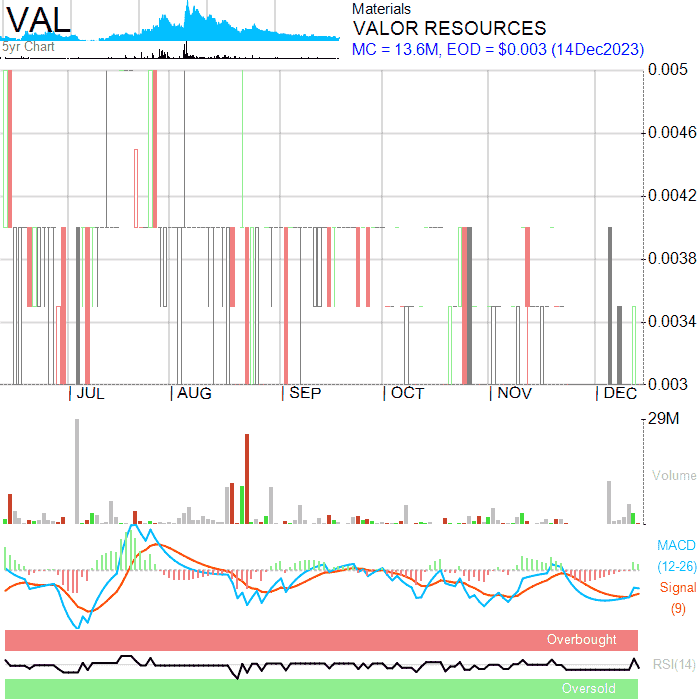 VAL
5yr Chart
Materials
VALOR RESOURCES
MC = 13.6M, EOD = $0.003 (14Dec2023)
0.005
0.0046
0.0042
0.0038
0.0034
0.003
JUL AUG SEP OCT NOV DEC
29M
Volume
MACD
(12-26)
Signal
(9)
Overbought
RSI(14)
Oversold